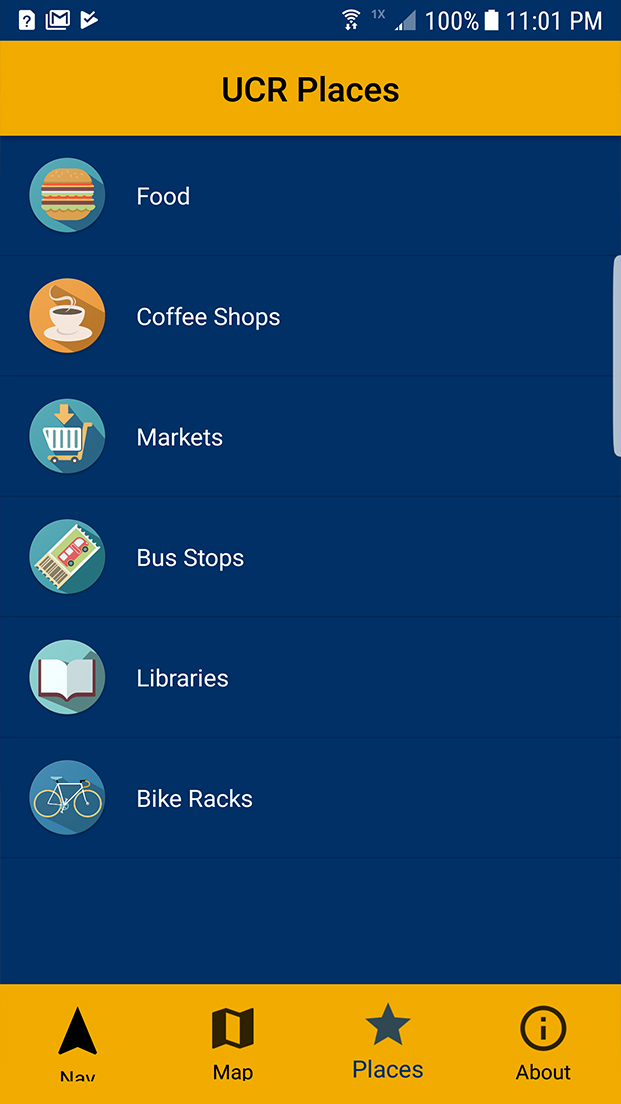 1X 100% 11:01 PM
UCR Places
Food
Coffee Shops
Markets
Bus Stops
Libraries
Bike Racks
Nav Map Places About